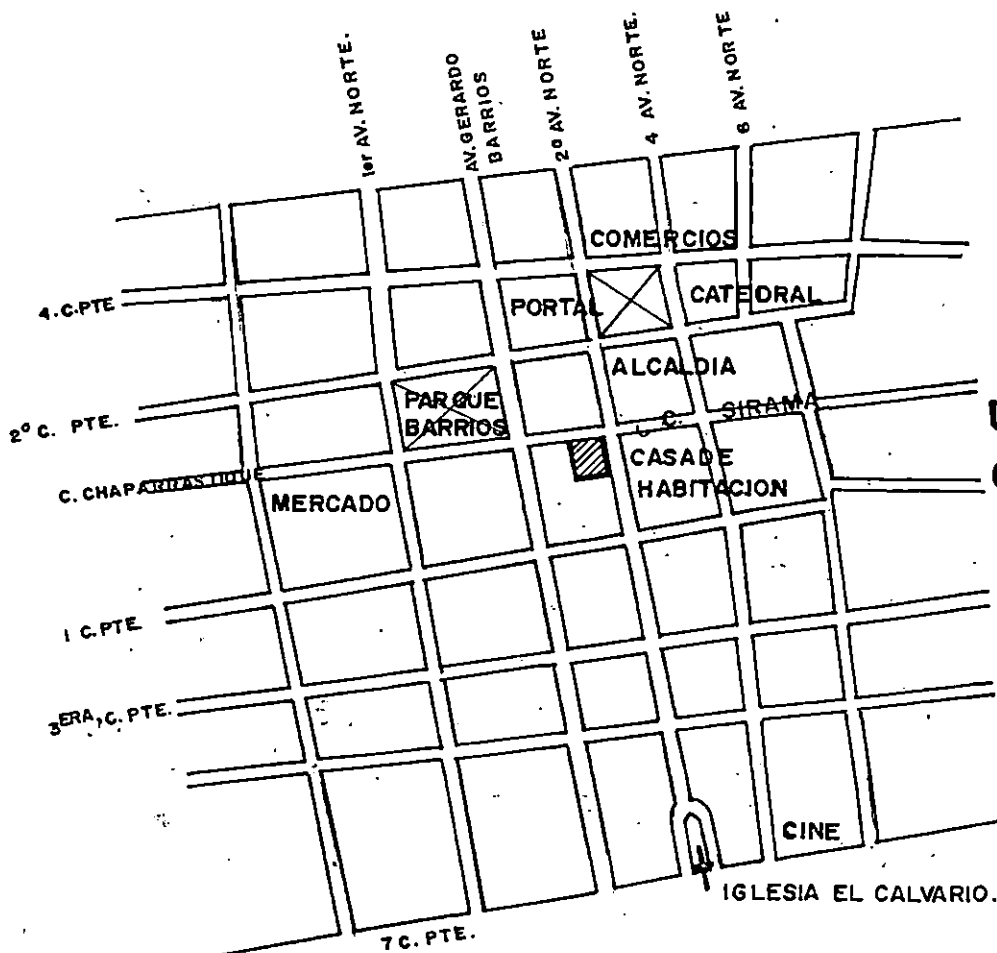 1er AV. NORTE.
AV. GERARDO
BARRIOS
2º AV. NORTE
4 AV. NORTE.
6 AV. NORTE
COMERCIOS
4. C. PTE
PORTAL
CATEDRAL
ALCALDIA
2º C. PTE.
PARQUE
BARRIOS
C. SIRAMA
C. CHAPARRASTIQUE
CASA DE
HABITACION
MERCADO
1 C. PTE.
3ERA, C. PTE.
CINE
IGLESIA EL CALVARIO.
7 C. PTE.